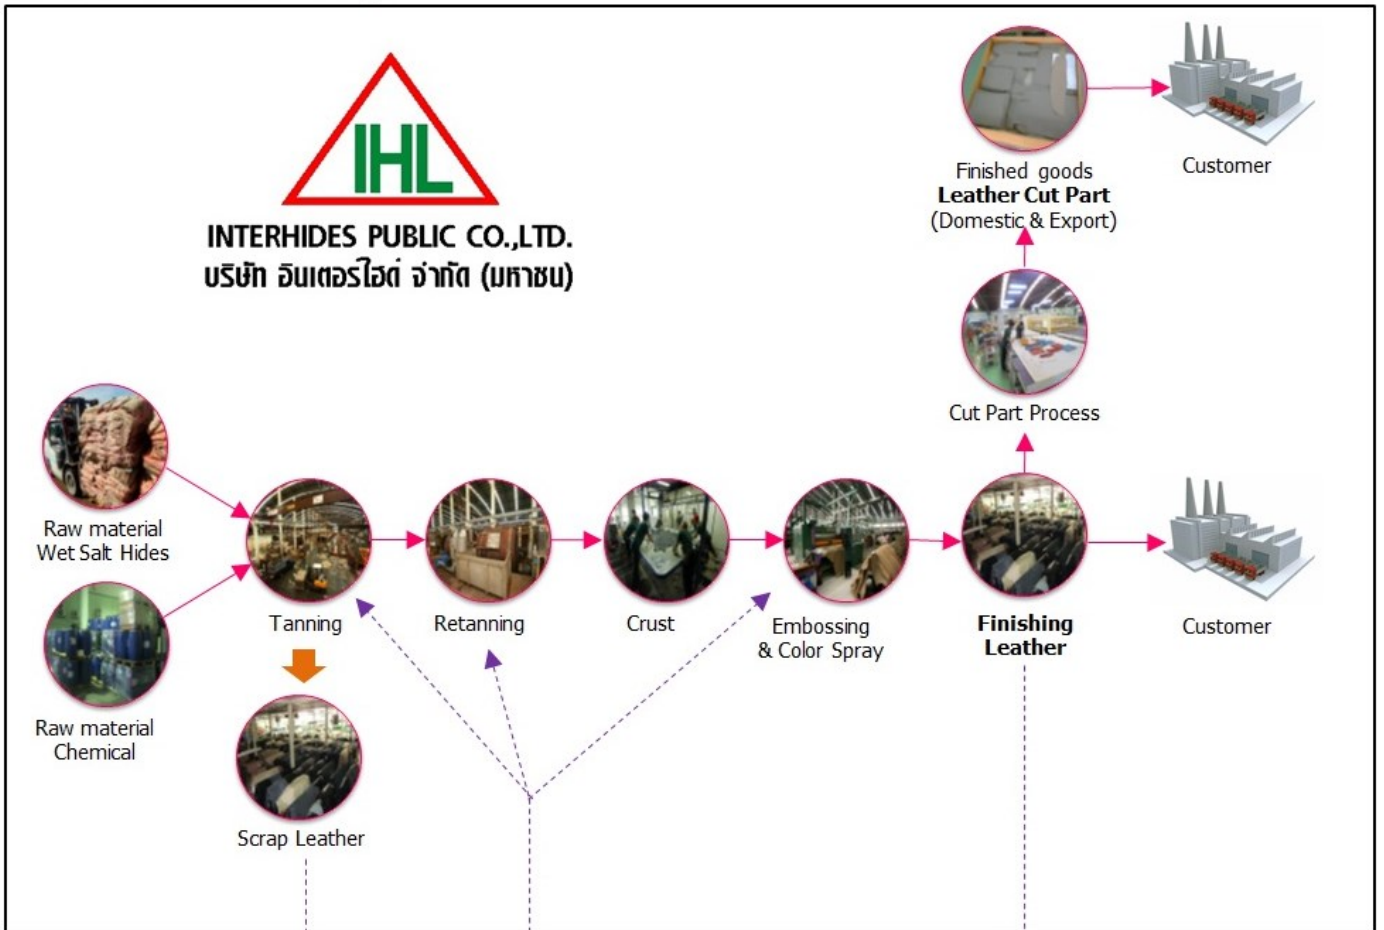 IHL
INTERHIDES PUBLIC CO.,LTD.
บริษัท อินเตอร์ไฮด์ จำกัด (มหาชน)
Finished goods
Leather Cut Part
(Domestic & Export)
Customer
Cut Part Process
Raw material
Wet Salt Hides
Tanning
Retanning
Crust
Embossing
& Color Spray
Finishing
Leather
Customer
Raw material
Chemical
Scrap Leather